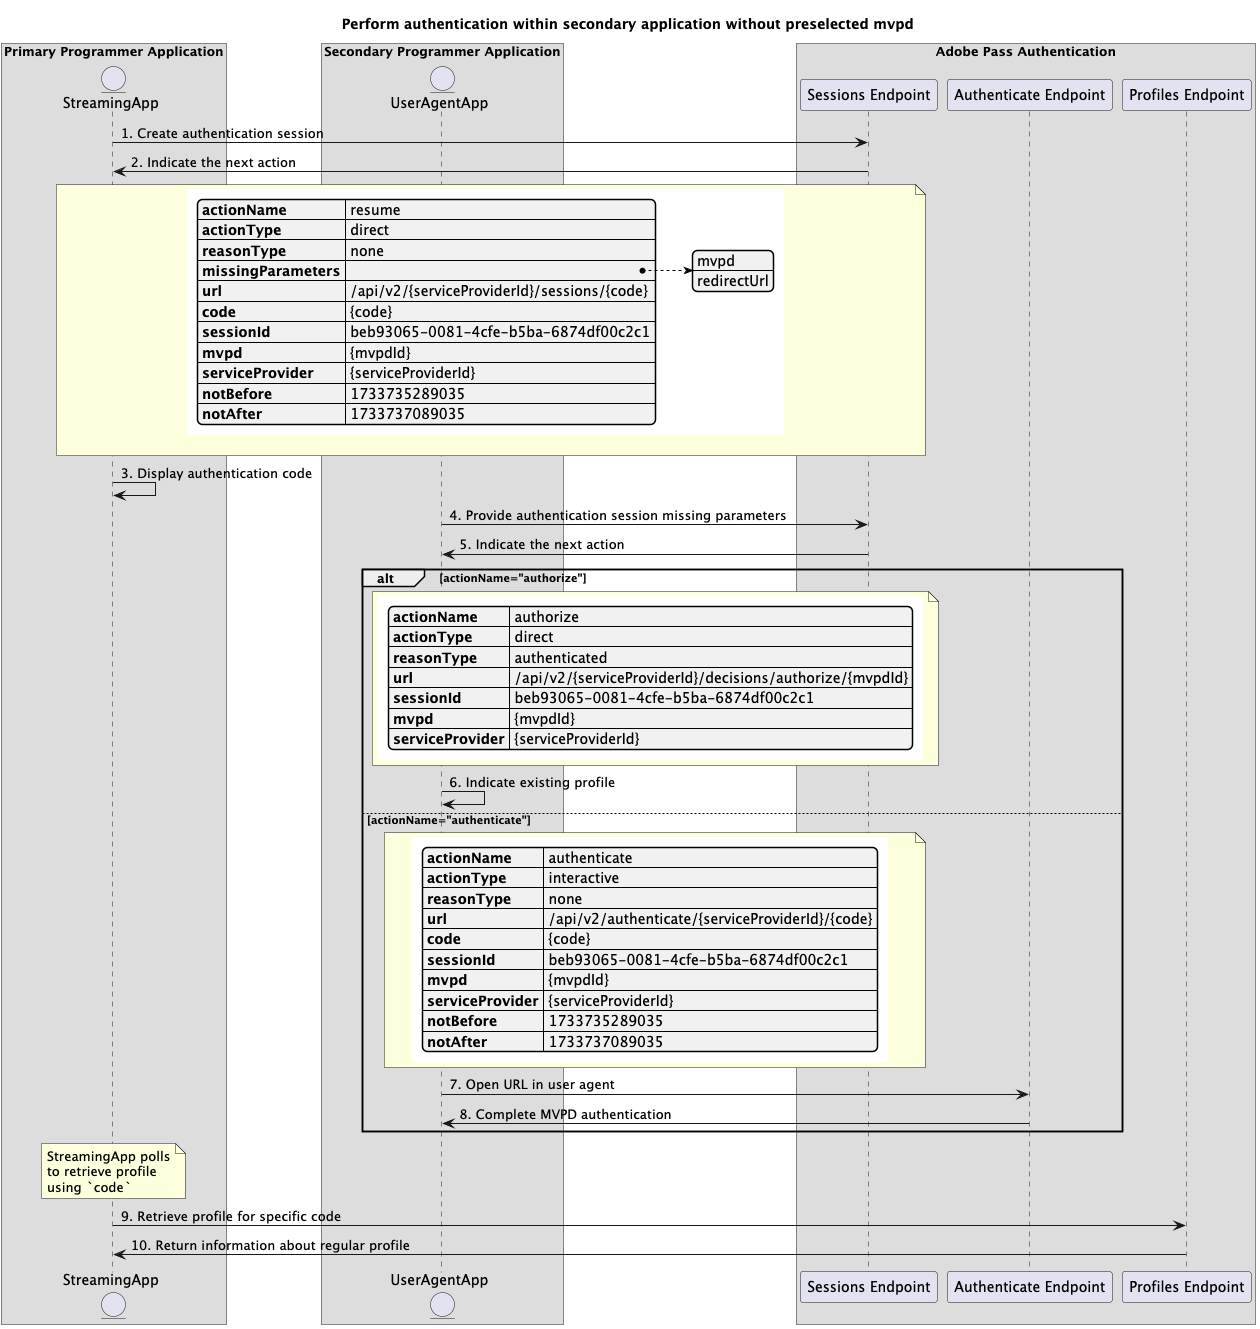 Perform authentication within secondary application without preselected mvpd
Primary Programmer Application
Secondary Programmer Application
Adobe Pass Authentication
StreamingApp
UserAgentApp
Sessions Endpoint
Authenticate Endpoint
Profiles Endpoint
1. Create authentication session
2. Indicate the next action
actionName resume
actionType direct
reasonType none
missingParameters
mvpd
redirectUrl
url /api/v2/{serviceProviderId}/sessions/{code}
code {code}
sessionId beb93065-0081-4cfe-b5ba-6874df00c2c1
mvpd {mvpdId}
serviceProvider {serviceProviderId}
notBefore 1733735289035
notAfter 1733737089035
3. Display authentication code
4. Provide authentication session missing parameters
5. Indicate the next action
alt [actionName="authorize"]
actionName authorize
actionType direct
reasonType authenticated
url /api/v2/{serviceProviderId}/decisions/authorize/{mvpdId}
sessionId beb93065-0081-4cfe-b5ba-6874df00c2c1
mvpd {mvpdId}
serviceProvider {serviceProviderId}
6. Indicate existing profile
[actionName="authenticate"]
actionName authenticate
actionType interactive
reasonType none
url /api/v2/authenticate/{serviceProviderId}/{code}
code {code}
sessionId beb93065-0081-4cfe-b5ba-6874df00c2c1
mvpd {mvpdId}
serviceProvider {serviceProviderId}
notBefore 1733735289035
notAfter 1733737089035
7. Open URL in user agent
8. Complete MVPD authentication
StreamingApp polls
to retrieve profile
using `code`
9. Retrieve profile for specific code
10. Return information about regular profile
StreamingApp
UserAgentApp
Sessions Endpoint
Authenticate Endpoint
Profiles Endpoint